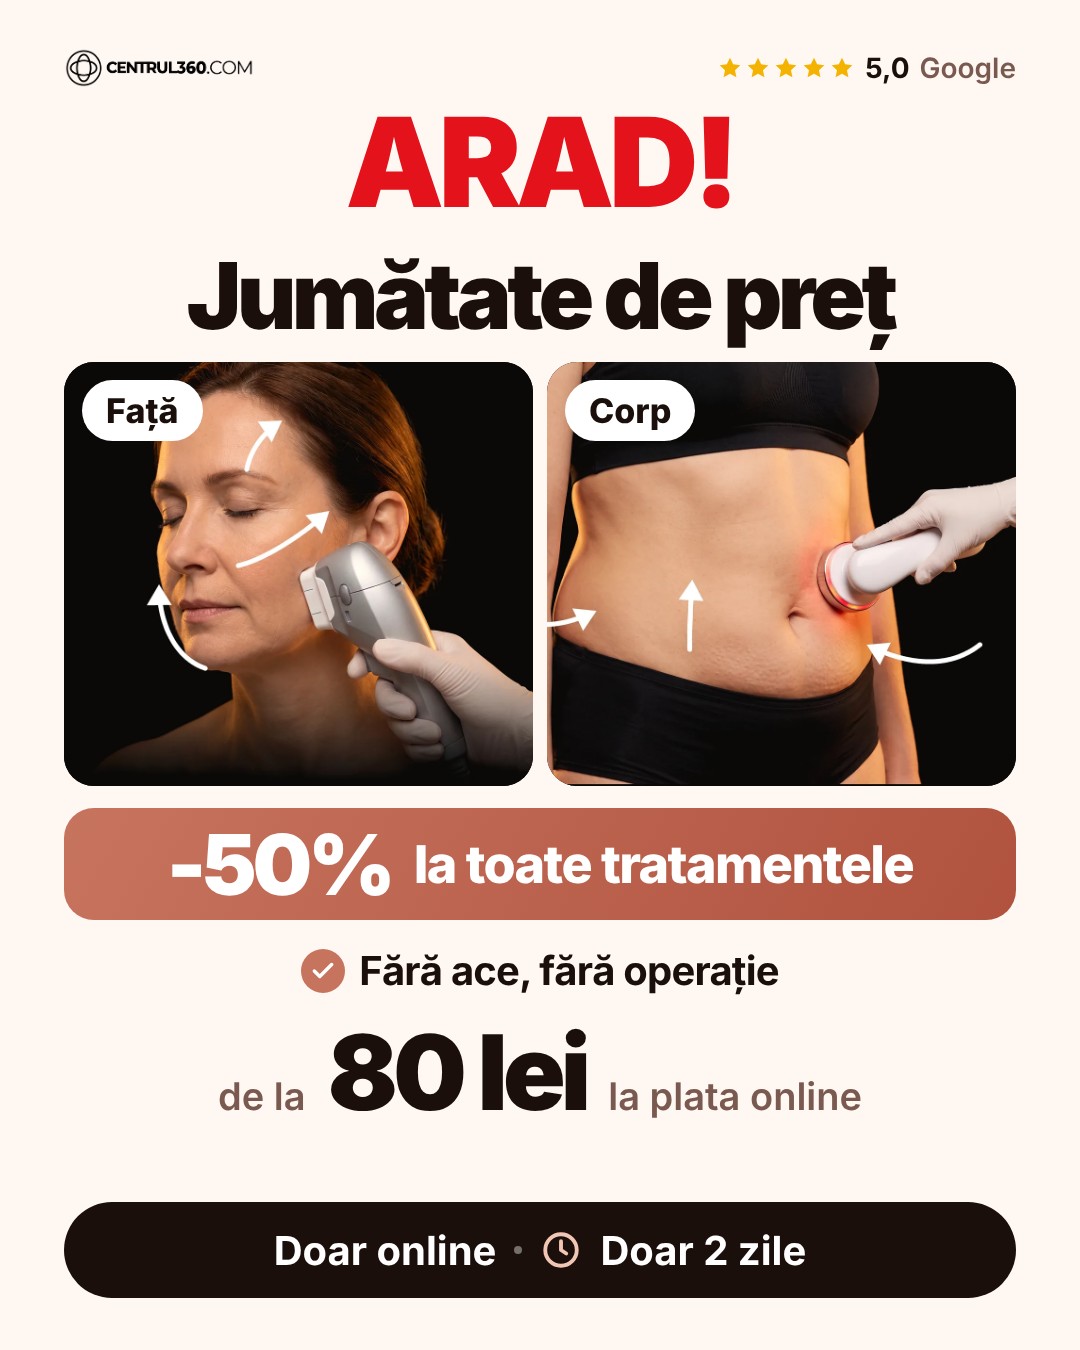 CENTRUL360.COM
5,0 Google
ARAD!
Jumătate de preț
Față
Corp
-50% la toate tratamentele
Fără ace, fără operație
de la 80 lei la plata online
Doar online · Doar 2 zile